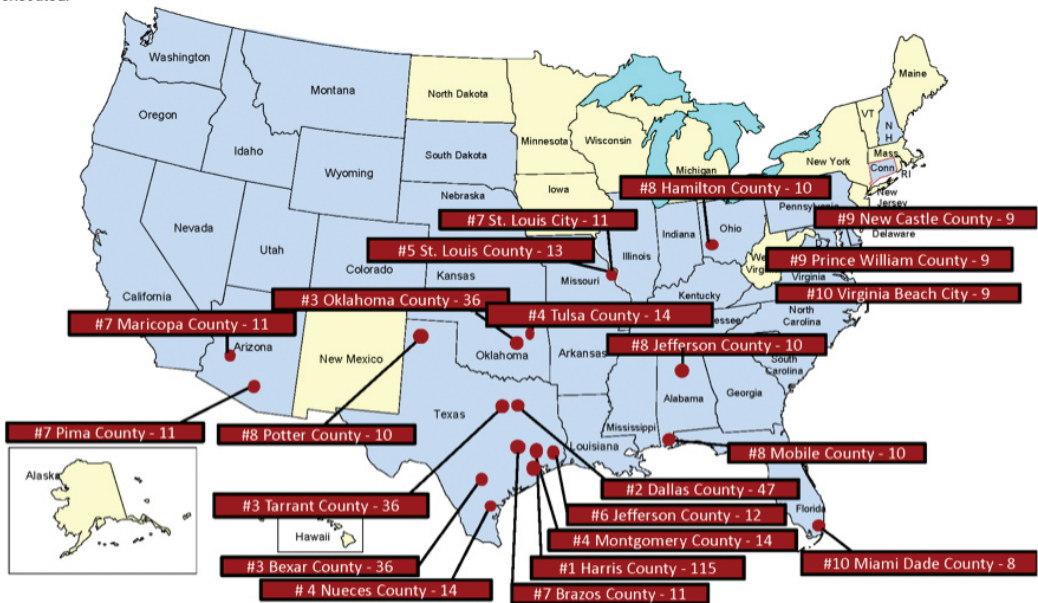 Washington
Maine
Montana
North Dakota
Oregon
VT
N
H
Minnesota
Idaho
Wisconsin
Mass
New York
South Dakota
Michigan
Conn
RI
Wyoming
#8 Hamilton County - 10
Iowa
New
Jersey
Nebraska
Pennsylvania
#7 St. Louis City - 11
#9 New Castle County - 9
Nevada
Ohio
Indiana
Delaware
Utah
#5 St. Louis County - 13
Illinois
#9 Prince William County - 9
Colorado
Kansas
Missouri
Virginia
California
Kentucky
#10 Virginia Beach City - 9
#3 Oklahoma County - 36
North
Carolina
#7 Maricopa County - 11
#4 Tulsa County - 14
Arizona
#8 Jefferson County - 10
New Mexico
Oklahoma
Arkansas
South
Carolina
Georgia
Alabama
Texas
Mississippi
#7 Pima County - 11
#8 Potter County - 10
Louisiana
#8 Mobile County - 10
Alaska
#2 Dallas County - 47
#3 Tarrant County - 36
Florida
#6 Jefferson County - 12
Hawaii
#4 Montgomery County - 14
#3 Bexar County - 36
#1 Harris County - 115
#10 Miami Dade County - 8
# 4 Nueces County - 14
#7 Brazos County - 11